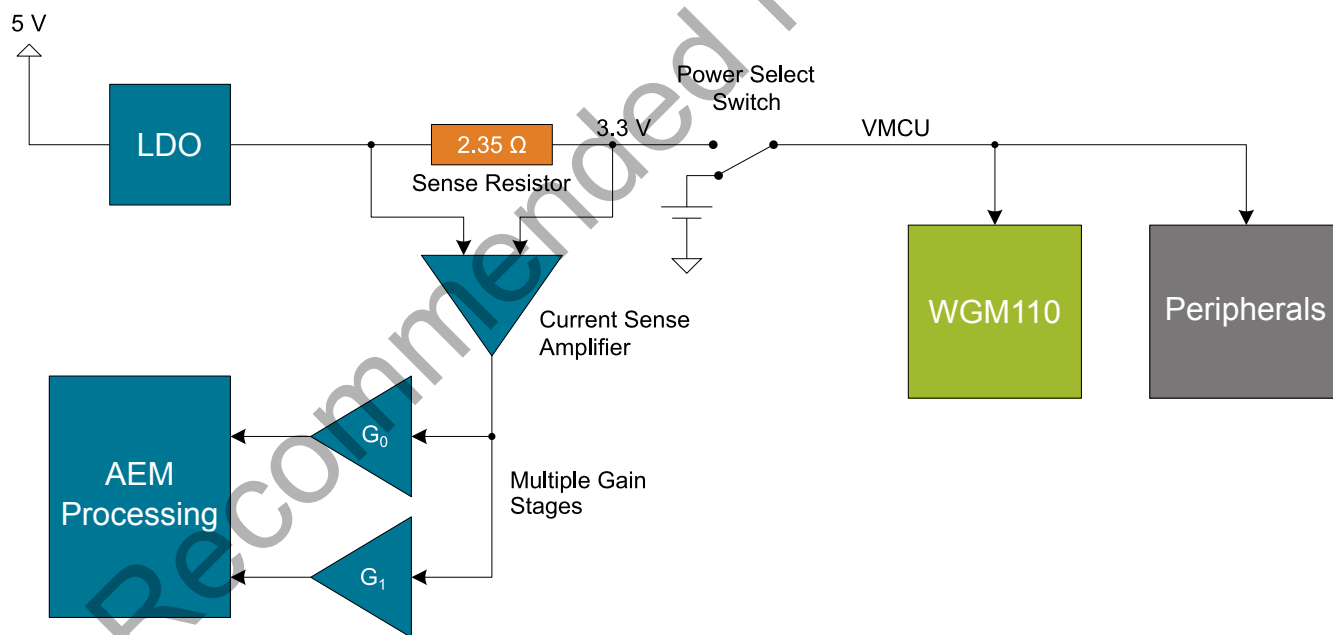 5 V
Power Select
Switch
LDO
2.35 Ω
3.3 V
VMCU
Sense Resistor
WGM110
Peripherals
Current Sense
Amplifier
G₀
AEM
Processing
Multiple Gain
Stages
G₁
Recommended